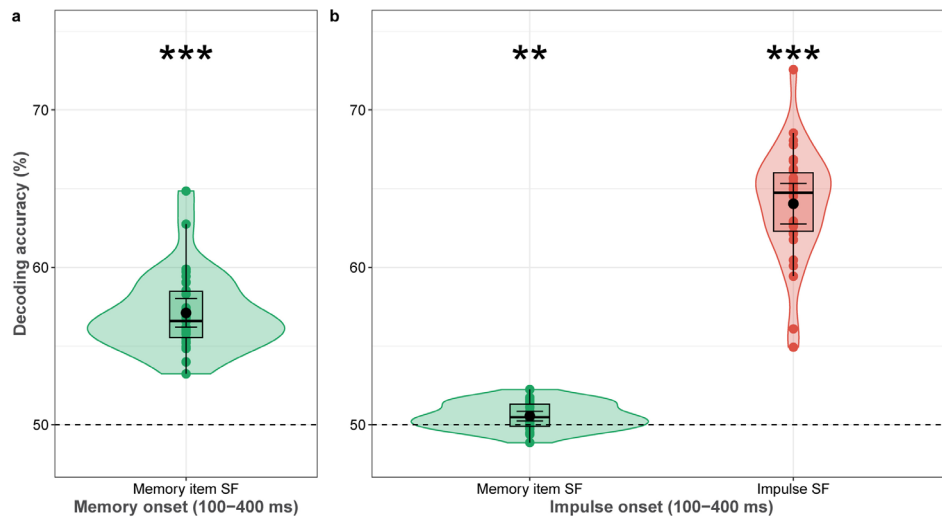 a
b
***
**
***
Decoding accuracy (%)
70
60
50
70
60
50
Memory item SF
Memory onset (100−400 ms)
Memory item SF
Impulse SF
Impulse onset (100−400 ms)